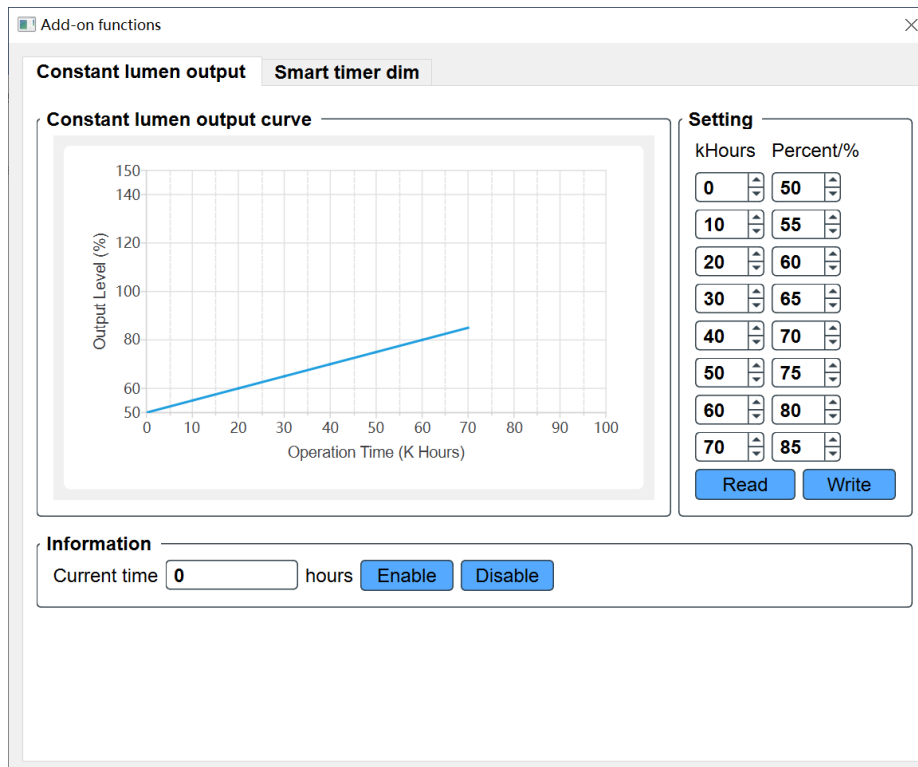 Add-on functions
Constant lumen output
Smart timer dim
Constant lumen output curve
150
140
120
100
80
60
50
Output Level (%)
0 10 20 30 40 50 60 70 80 90 100
Operation Time (K Hours)
Setting
kHours Percent/%
0 50
10 55
20 60
30 65
40 70
50 75
60 80
70 85
Read Write
Information
Current time 0 hours Enable Disable